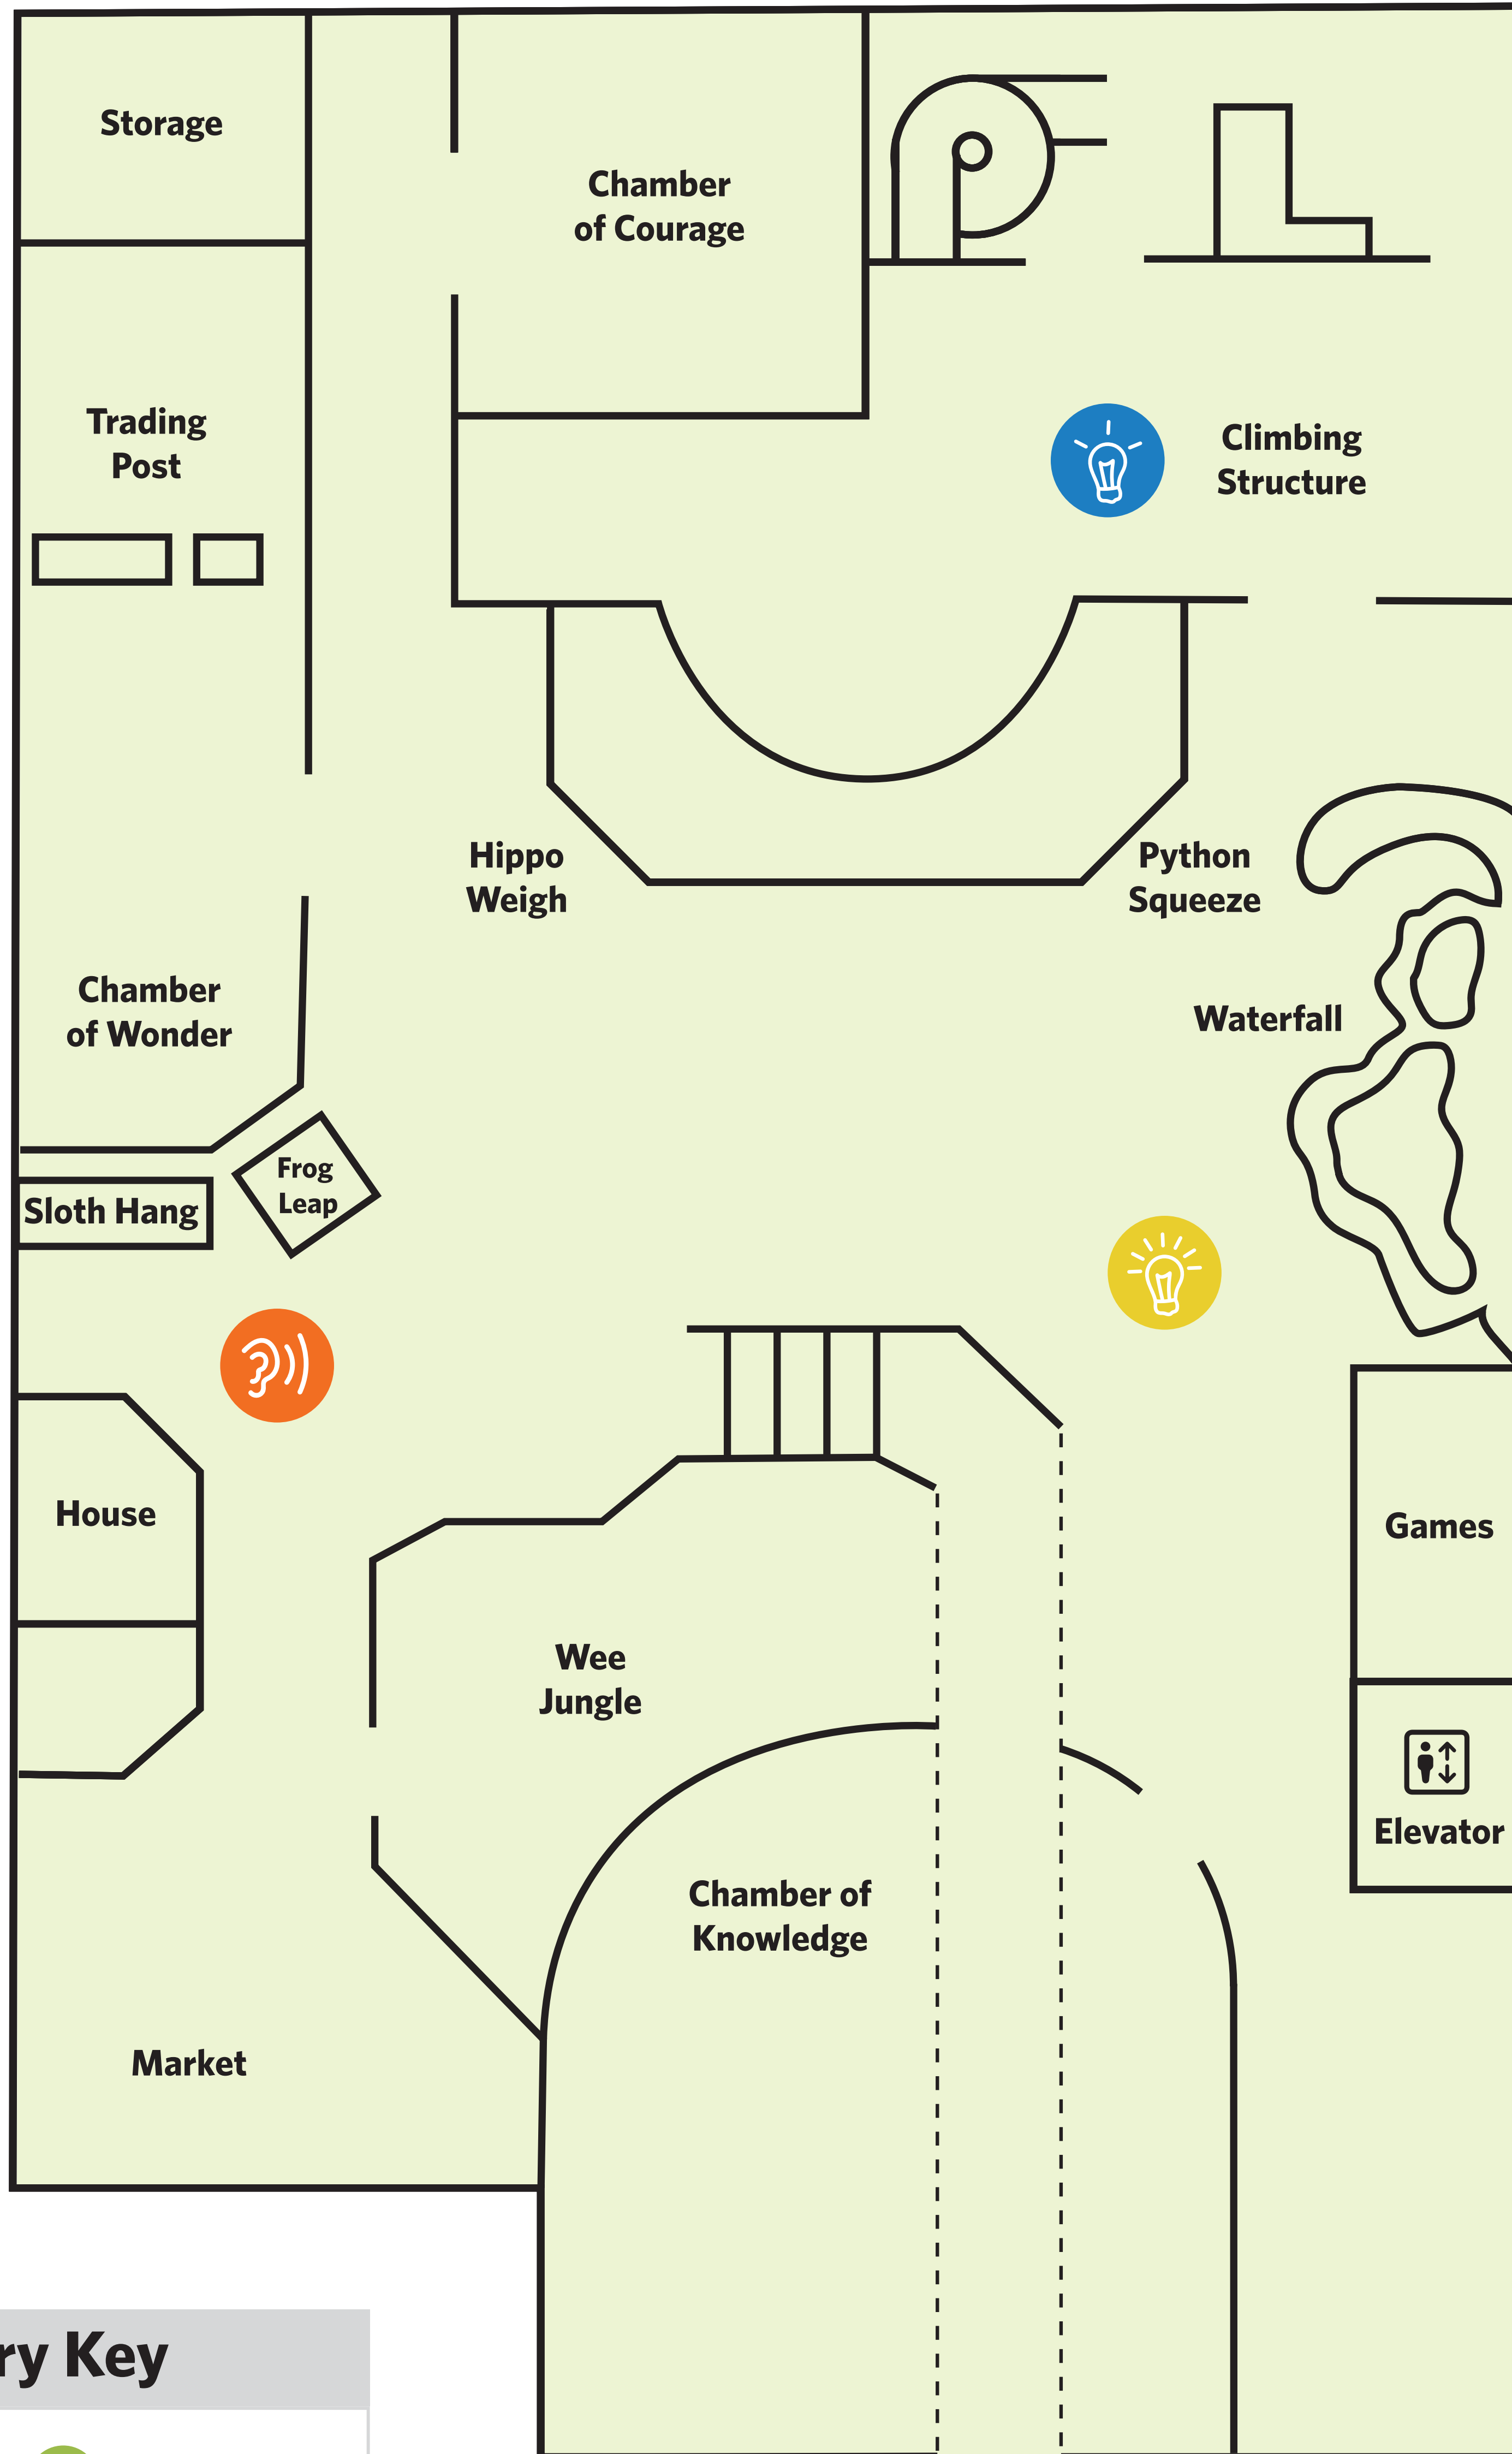 Storage
Chamber
of Courage
Trading
Post
Climbing
Structure
Hippo
Weigh
Python
Squeeze
Chamber
of Wonder
Waterfall
Frog
Leap
Sloth Hang
House
Games
Wee
Jungle
Elevator
Chamber of
Knowledge
Market
ry Key